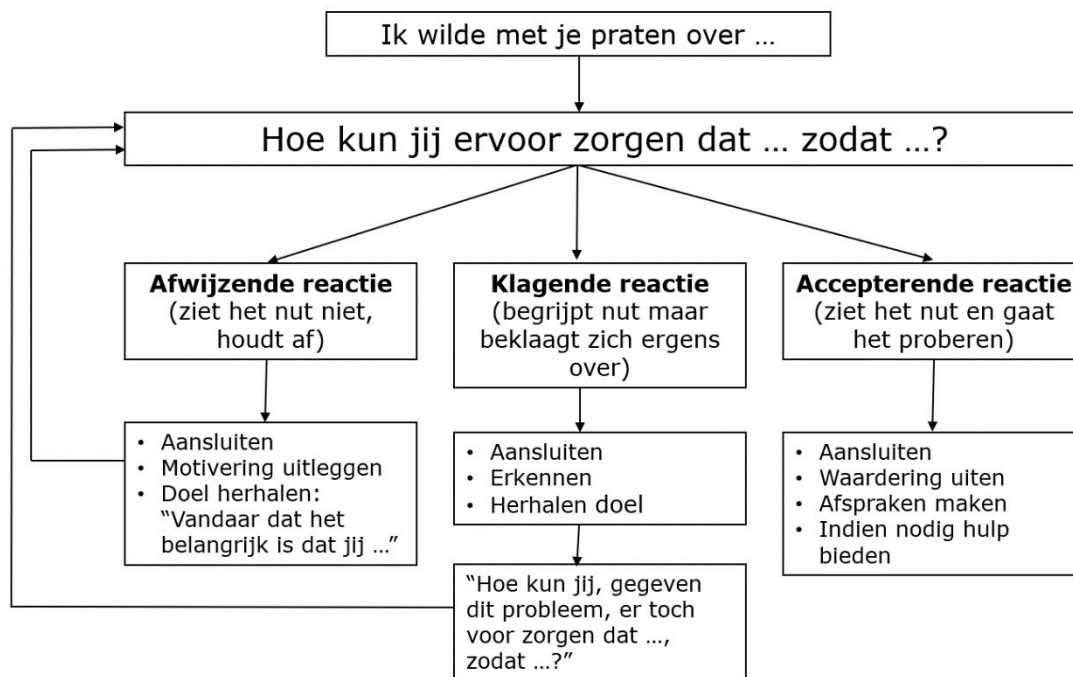 Ik wilde met je praten over …
Hoe kun jij ervoor zorgen dat … zodat …?
Afwijzende reactie
(ziet het nut niet,
houdt af)
Klagende reactie
(begrijpt nut maar
beklaagt zich ergens
over)
Accepterende reactie
(ziet het nut en gaat
het proberen)
• Aansluiten
• Motivering uitleggen
• Doel herhalen:
“Vandaar dat het
belangrijk is dat jij …”
• Aansluiten
• Erkennen
• Herhalen doel
• Aansluiten
• Waardering uiten
• Afspraken maken
• Indien nodig hulp
bieden
“Hoe kun jij, gegeven
dit probleem, er toch
voor zorgen dat …,
zodat …?”